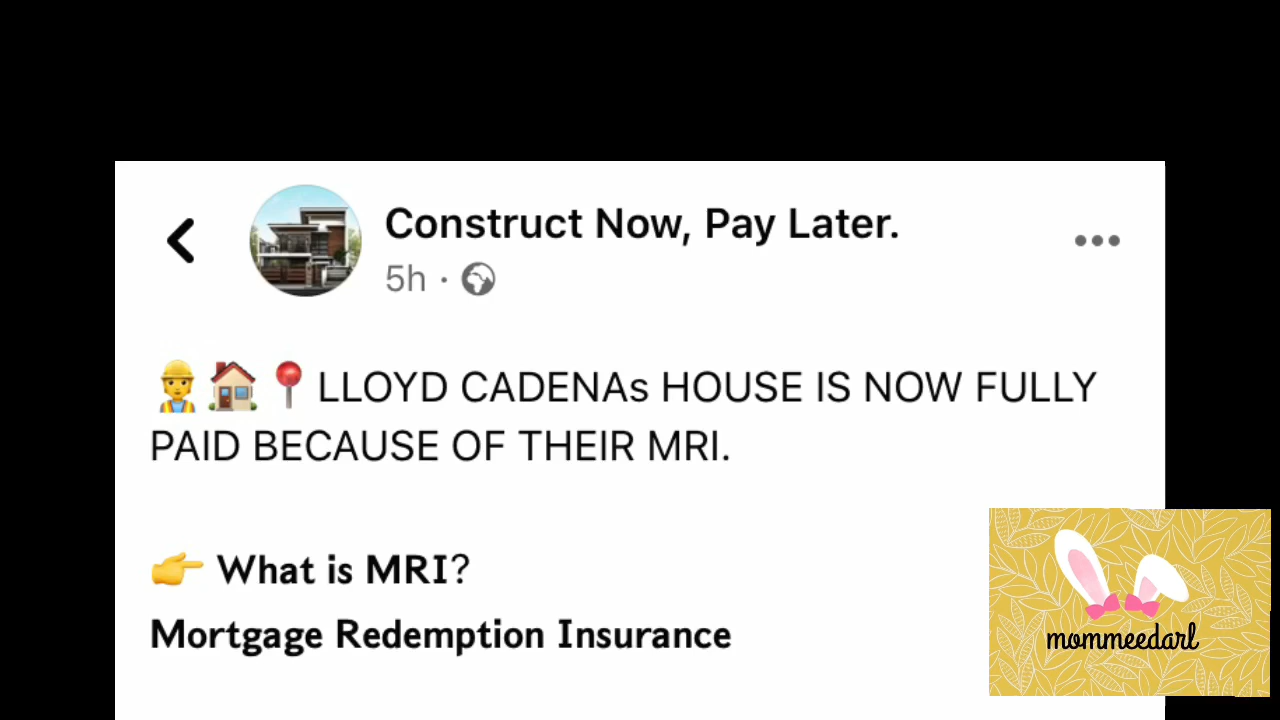 Construct Now, Pay Later.
5h ·
LLOYD CADENAs HOUSE IS NOW FULLY
PAID BECAUSE OF THEIR MRI.
What is MRI?
Mortgage Redemption Insurance
mommeedarl